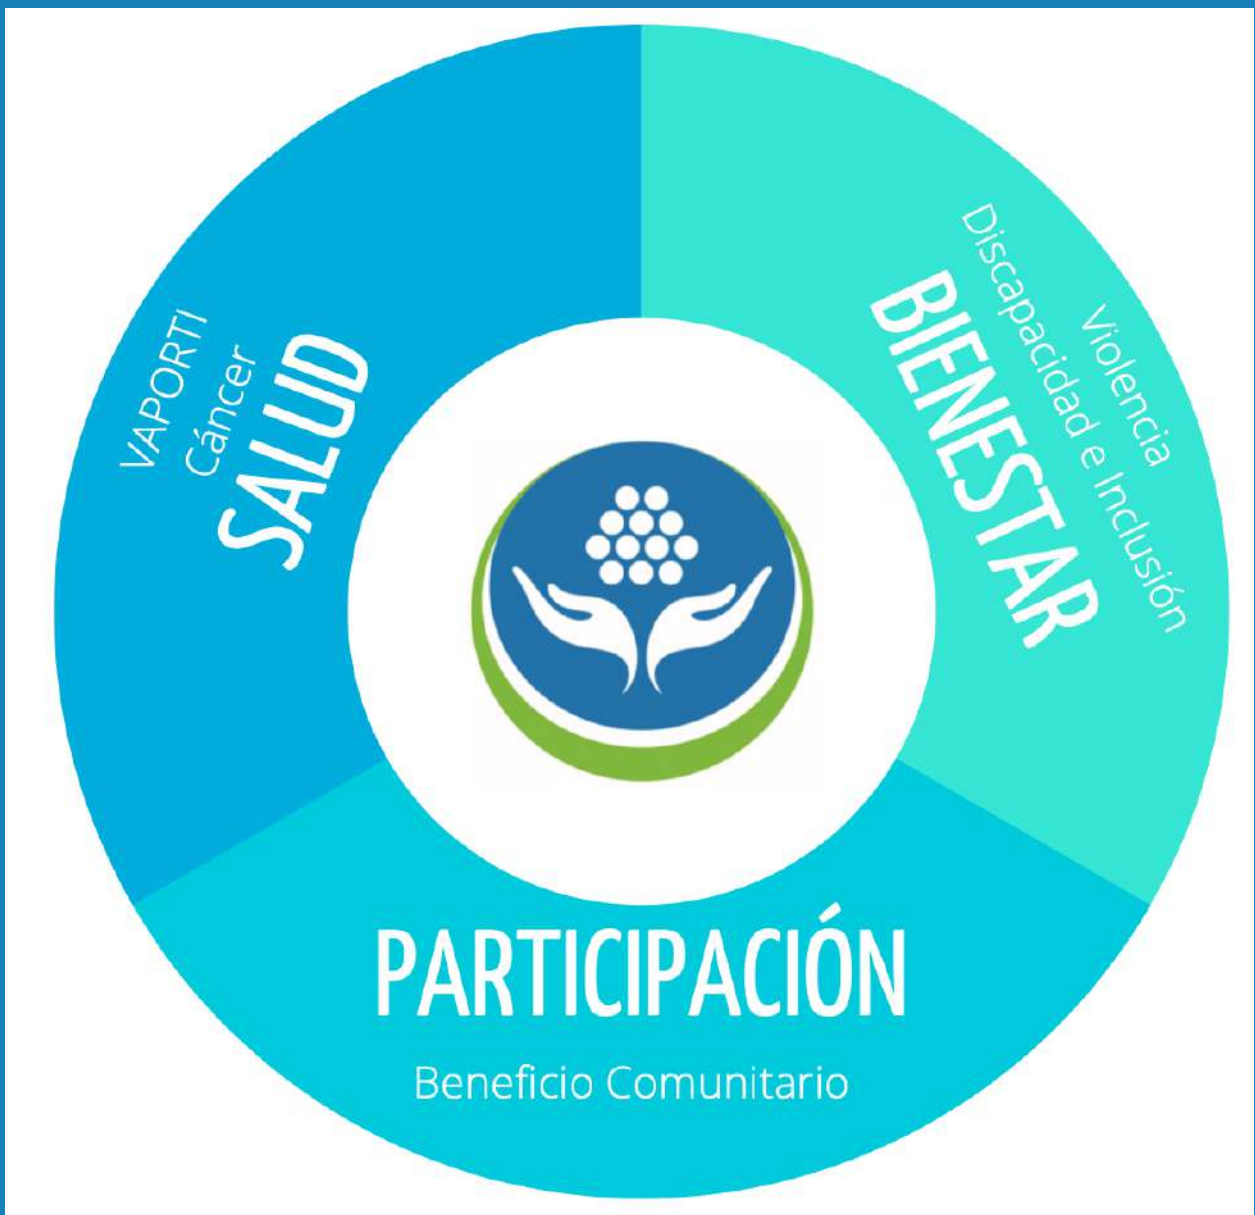 VAPORTI
Cáncer
SALUD
Violencia
Discapacidad e Inclusión
BIENESTAR
PARTICIPACIÓN
Beneficio Comunitario